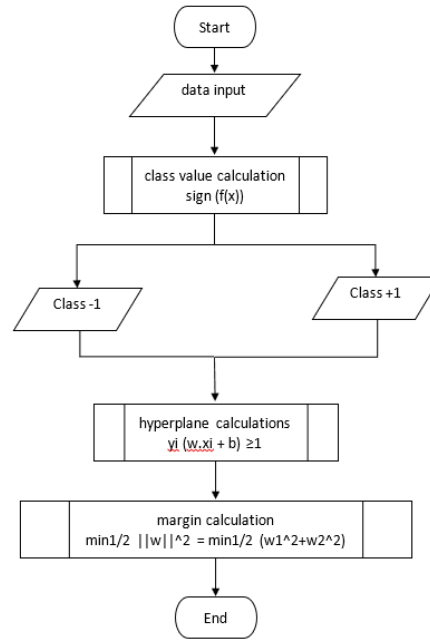 Start
data input
class value calculation
sign (f(x))
Class -1
Class +1
hyperplane calculations
yi (w.xi + b) ≥1
margin calculation
min1/2 ||w||^2 = min1/2 (w1^2+w2^2)
End